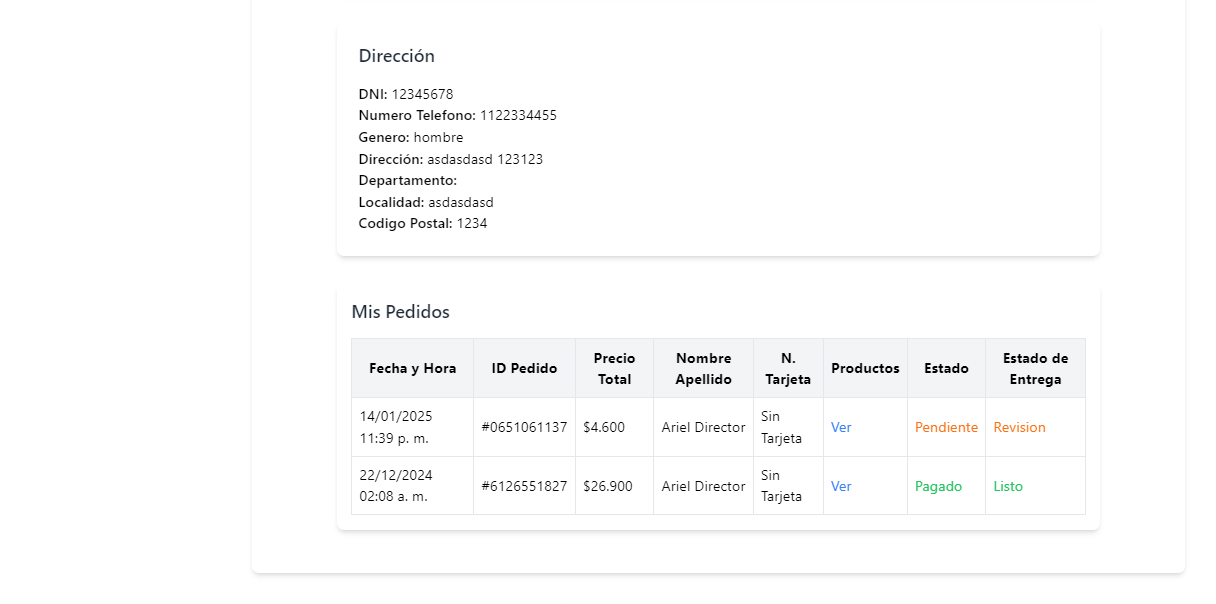 Dirección
DNI: 12345678
Numero Telefono: 1122334455
Genero: hombre
Dirección: asdasdasd 123123
Departamento:
Localidad: asdasdasd
Codigo Postal: 1234
Mis Pedidos
Fecha y Hora
ID Pedido
Precio
Total
Nombre
Apellido
N.
Tarjeta
Productos
Estado
Estado de
Entrega
14/01/2025
11:39 p. m.
#0651061137
$4.600
Ariel Director
Sin
Tarjeta
Ver
Pendiente
Revision
22/12/2024
02:08 a. m.
#6126551827
$26.900
Ariel Director
Sin
Tarjeta
Ver
Pagado
Listo